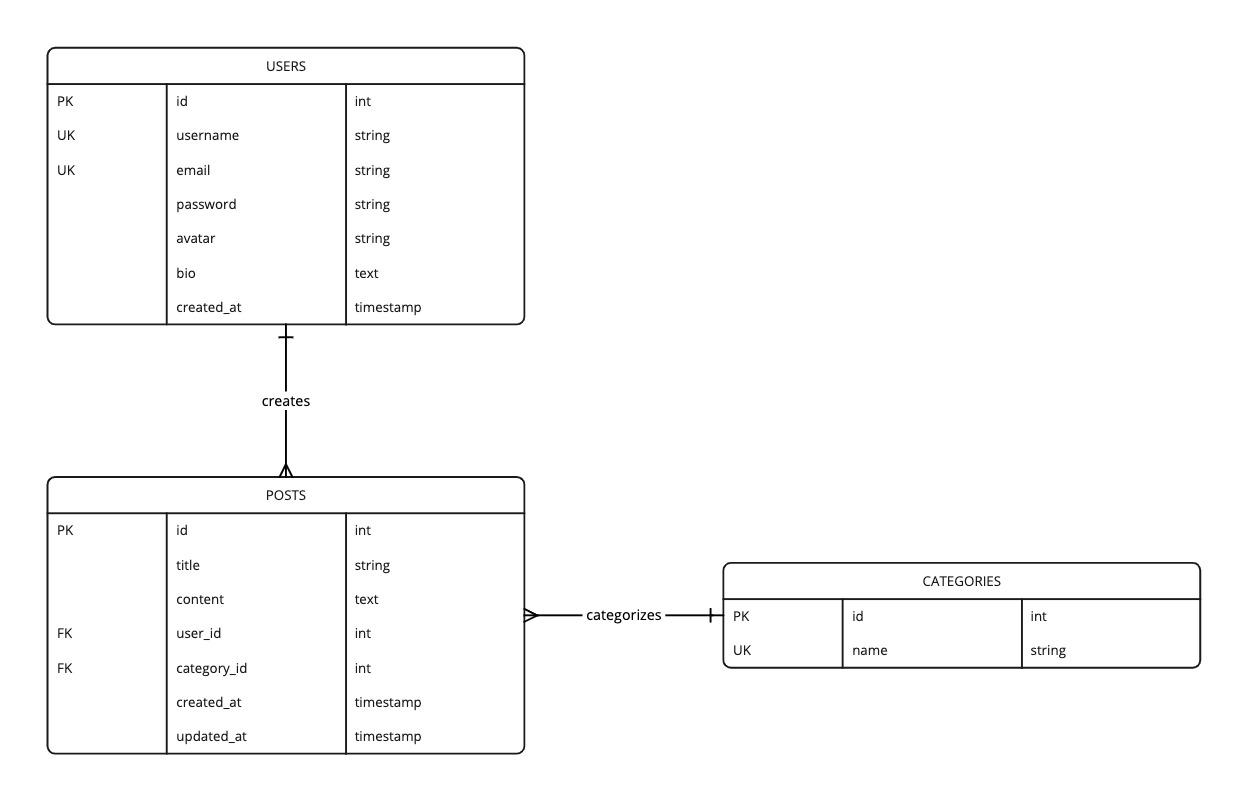 USERS
PK id int
UK username string
UK email string
password string
avatar string
bio text
created_at timestamp
creates
POSTS
PK id int
title string
content text
FK user_id int
FK category_id int
created_at timestamp
updated_at timestamp
categorizes
CATEGORIES
PK id int
UK name string